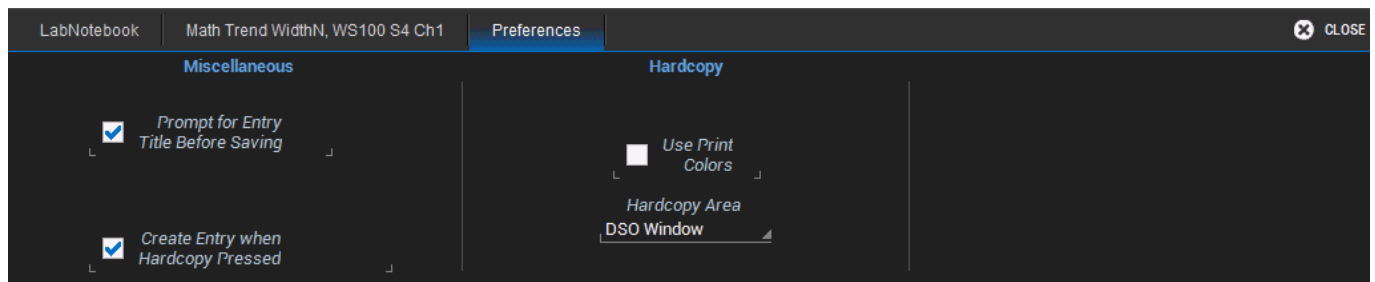 LabNotebook
Math Trend WidthN, WS100 S4 Ch1
Preferences
CLOSE
Miscellaneous
Prompt for Entry
Title Before Saving
Create Entry when
Hardcopy Pressed
Hardcopy
Use Print
Colors
Hardcopy Area
DSO Window